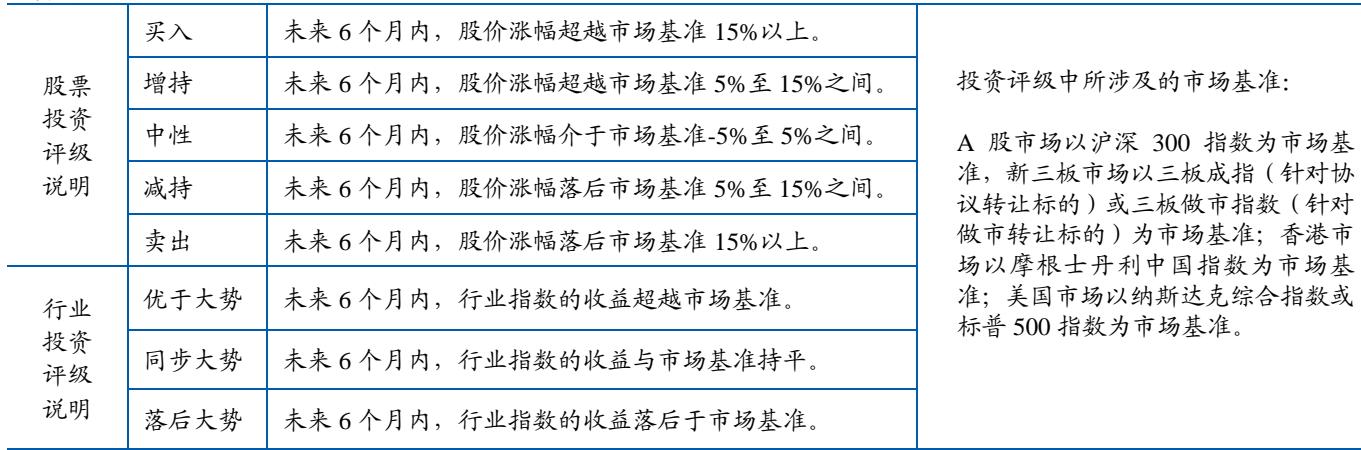 股票
投资
评级
说明
买入
未来 6 个月内，股价涨幅超越市场基准 15%以上。
增持
未来 6 个月内，股价涨幅超越市场基准 5%至 15%之间。
中性
未来 6 个月内，股价涨幅介于市场基准-5%至 5%之间。
减持
未来 6 个月内，股价涨幅落后市场基准 5%至 15%之间。
卖出
未来 6 个月内，股价涨幅落后市场基准 15%以上。
行业
投资
评级
说明
优于大势
未来 6 个月内，行业指数的收益超越市场基准。
同步大势
未来 6 个月内，行业指数的收益与市场基准持平。
落后大势
未来 6 个月内，行业指数的收益落后于市场基准。
投资评级中所涉及的市场基准：
A 股市场以沪深 300 指数为市场基
准，新三板市场以三板成指（针对协
议转让标的）或三板做市指数（针对
做市转让标的）为市场基准；香港市
场以摩根士丹利中国指数为市场基
准；美国市场以纳斯达克综合指数或
标普 500 指数为市场基准。